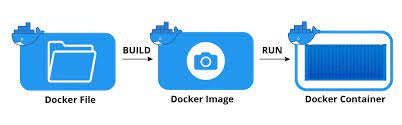 BUILD
RUN
Docker File
Docker Image
Docker Container